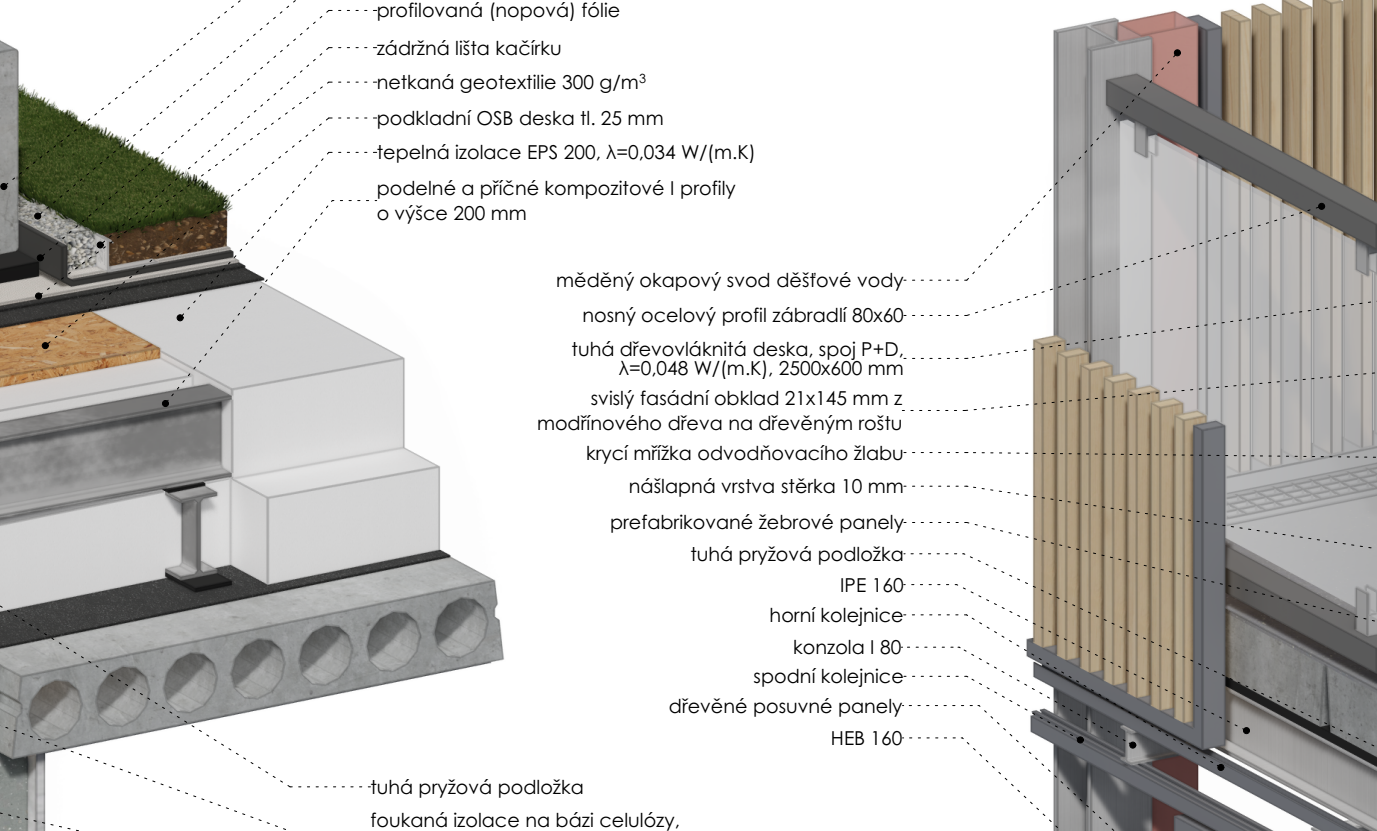 profilovaná (nopová) fólie
zádržná lišta kačírku
netkaná geotextilie 300 g/m³
podkladní OSB deska tl. 25 mm
tepelná izolace EPS 200, λ=0,034 W/(m.K)
podelné a příčné kompozitové I profily
o výšce 200 mm
měděný okapový svod děšťové vody
nosný ocelový profil zábradlí 80x60
tuhá dřevovláknitá deska, spoj P+D,
λ=0,048 W/(m.K), 2500x600 mm
svislý fasádní obklad 21x145 mm z
modřínového dřeva na dřevěným roštu
krycí mřížka odvodňovacího žlabu
nášlapná vrstva stěrka 10 mm
prefabrikované žebrové panely
tuhá pryžová podložka
IPE 160
horní kolejnice
konzola I 80
spodní kolejnice
dřevěné posuvné panely
HEB 160
tuhá pryžová podložka
foukaná izolace na bázi celulózy,